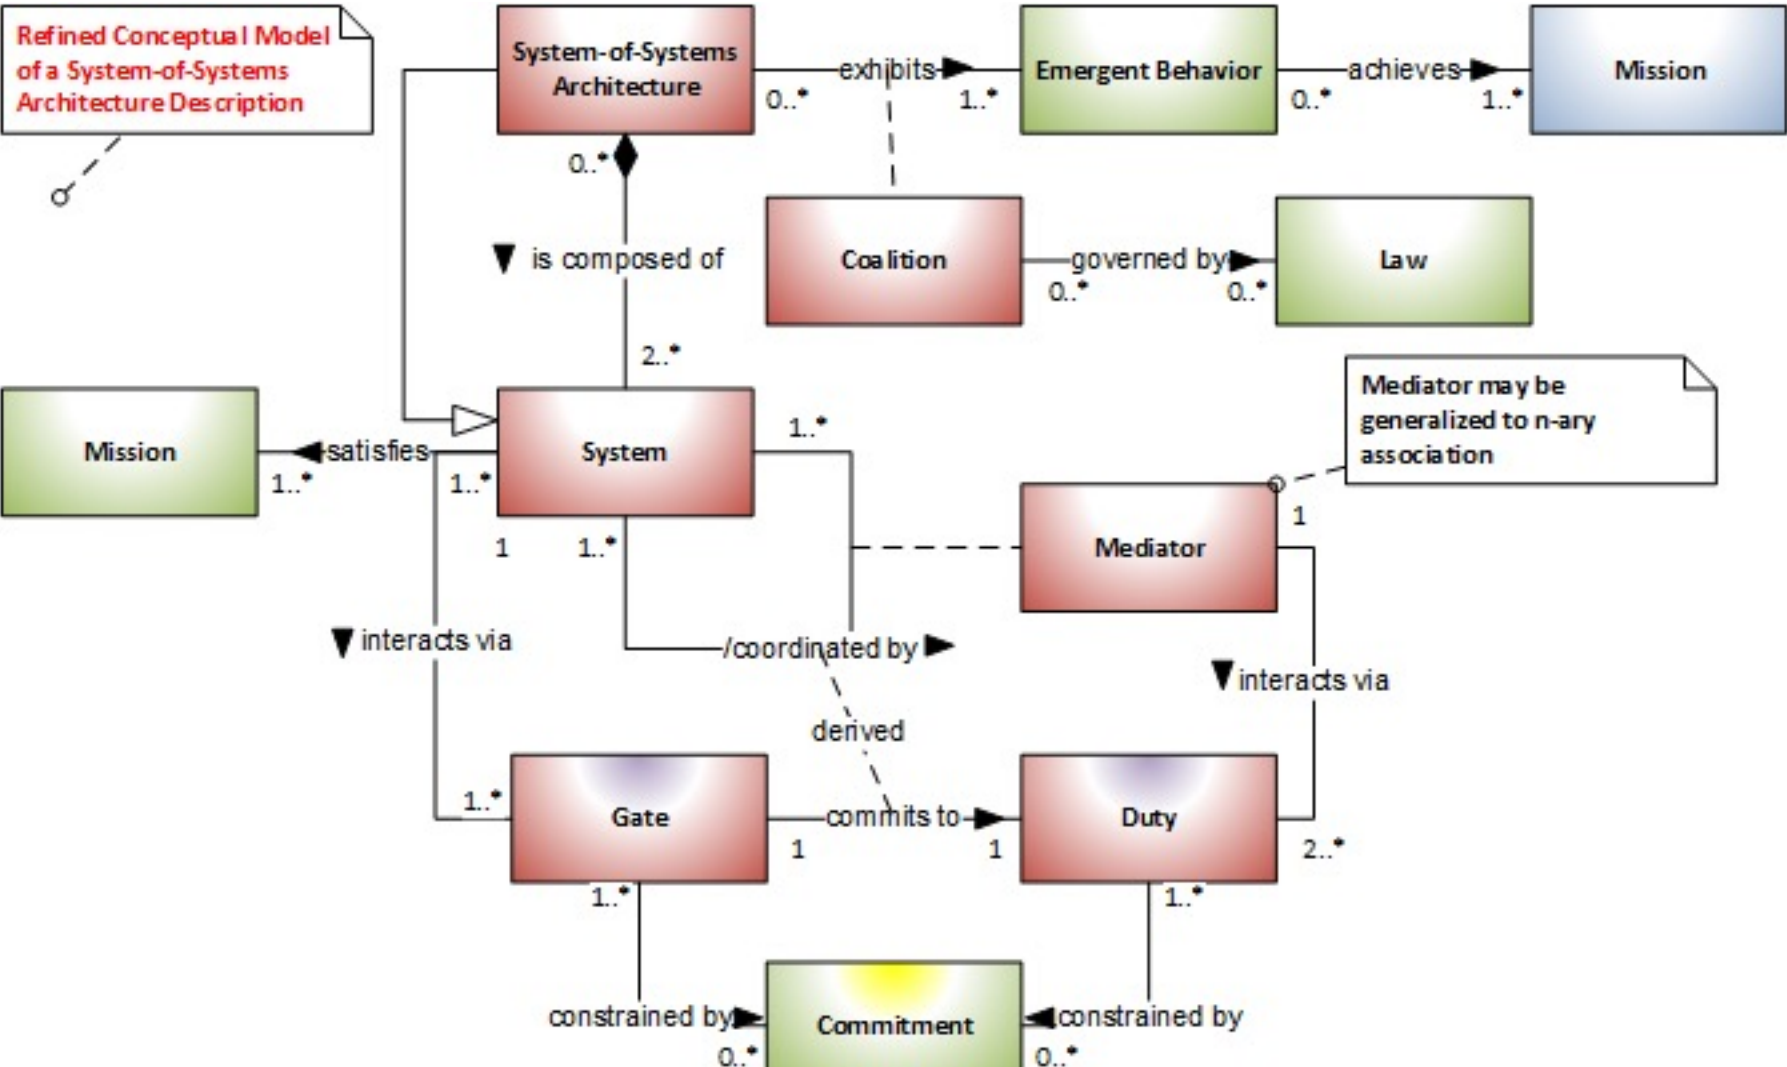 Refined Conceptual Model
of a System-of-Systems
Architecture Description
System-of-Systems
Architecture
exhibits
0..*
1..*
Emergent Behavior
achieves
0..*
1..*
Mission
0..*
is composed of
2..*
Coalition
governed by
0..*
0..*
Law
Mediator may be
generalized to n-ary
association
Mission
satisfies
1..*
1..*
System
1..*
1
1..*
Mediator
1
interacts via
/coordinated by
interacts via
derived
1..*
Gate
commits to
1
1
Duty
2..*
1..*
1..*
constrained by
Commitment
constrained by
0..*
0..*